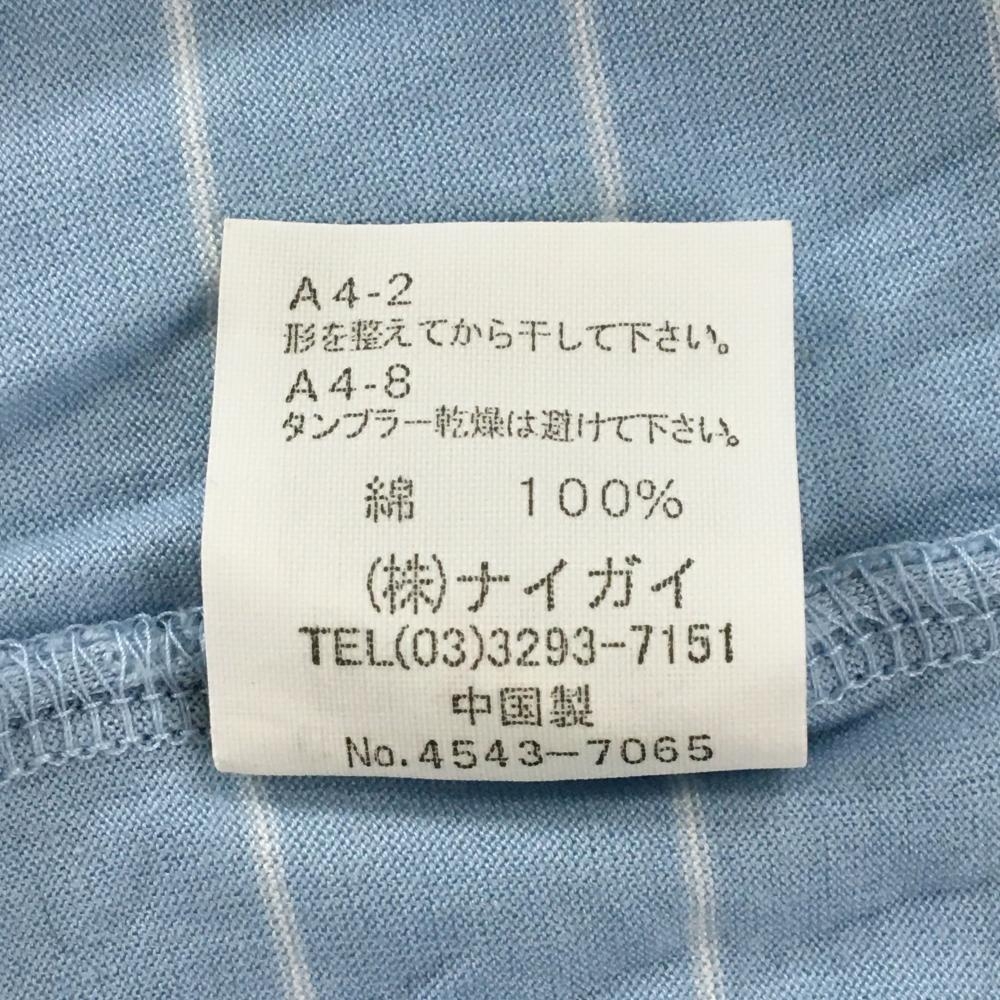 A4-2
形を整えてから干して下さい。
A4-8
タンブラー乾燥は避けて下さい。
綿 100%
(株)ナイガイ
TEL(03)3293-7151
中国製
No.4543-7065